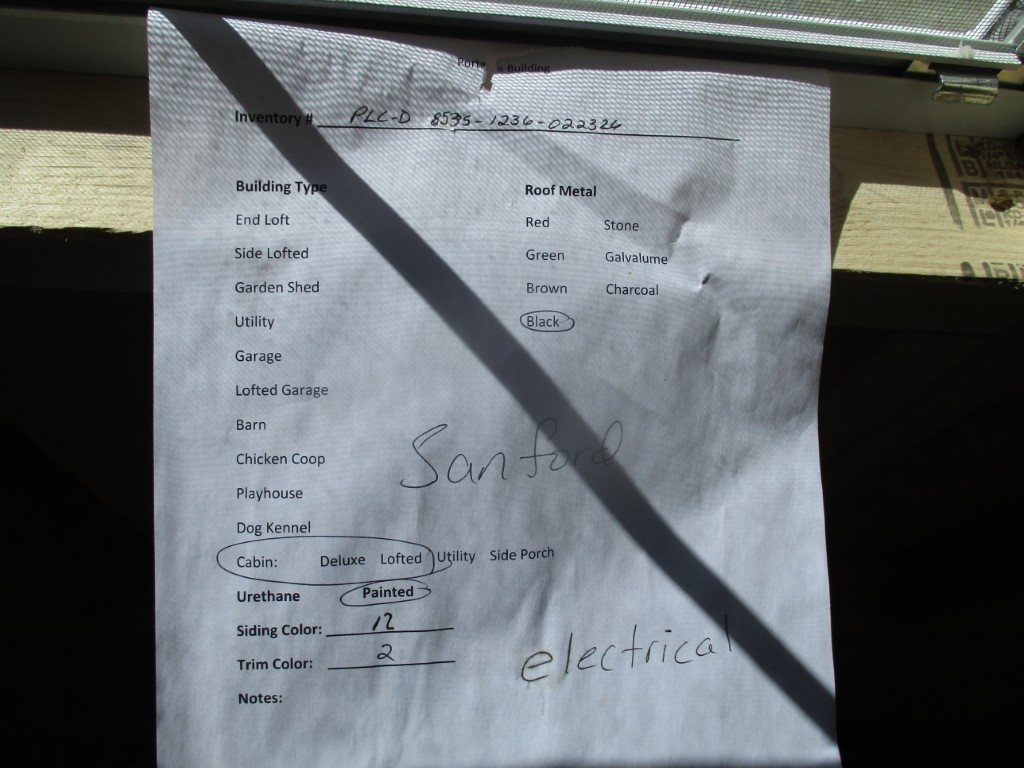 Building
Inventory # PLC-D 8535-1236-022324
Building Type
Roof Metal
End Loft
Red Stone
Side Lofted
Green Galvalume
Garden Shed
Brown Charcoal
Utility
Black
Garage
Lofted Garage
Barn
Sanford
Chicken Coop
Playhouse
Dog Kennel
Cabin: Deluxe Lofted Utility Side Porch
Urethane Painted
Siding Color: 12
electrical
Trim Color: 2
Notes: